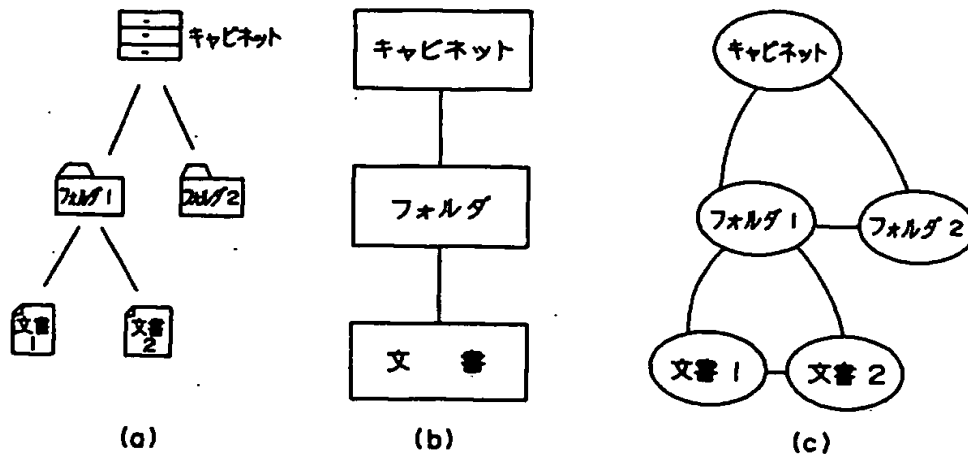 キャビネット
フォルダ1
フォルダ2
文書
1
文書
2
(a)
キャビネット
フォルダ
文 書
(b)
キャビネット
フォルダ 1
フォルダ 2
文書 1
文書 2
(c)